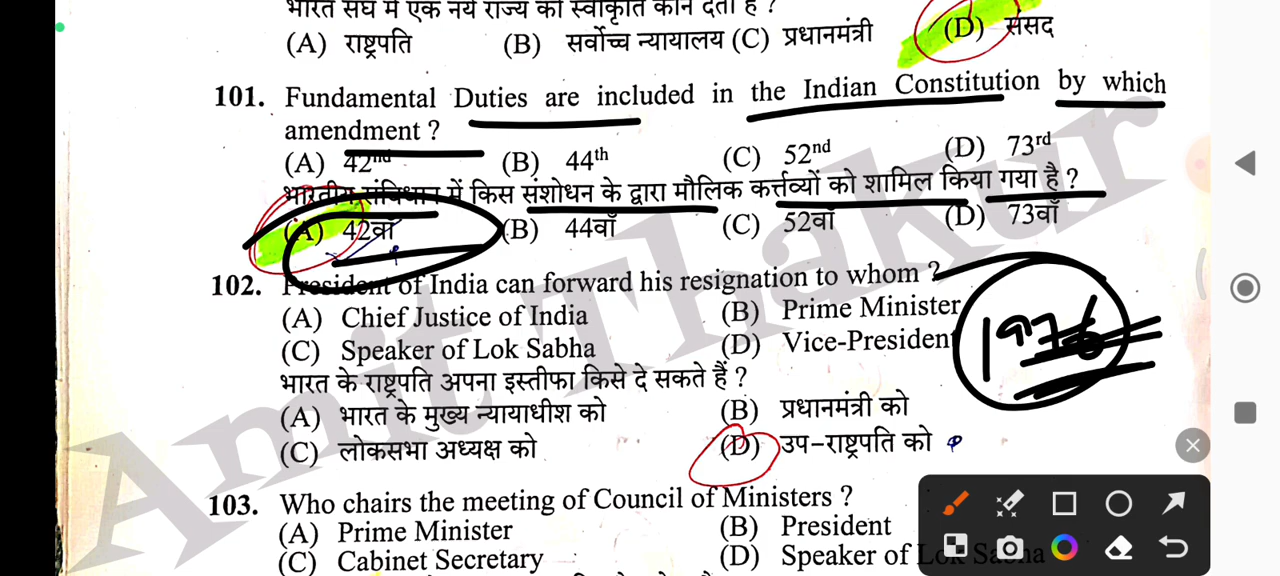 भारत संघ में एक नये राज्य को स्वीकृति कौन देता है ?
(A) राष्ट्रपति (B) सर्वोच्च न्यायालय (C) प्रधानमंत्री (D) संसद
101. Fundamental Duties are included in the Indian Constitution by which
amendment ?
(A) 42nd (B) 44th (C) 52nd (D) 73rd
भारतीय संविधान में किस संशोधन के द्वारा मौलिक कर्त्तव्यों को शामिल किया गया है ?
(A) 42वाँ (B) 44वाँ (C) 52वाँ (D) 73वाँ
102. President of India can forward his resignation to whom ?
(A) Chief Justice of India (B) Prime Minister
(C) Speaker of Lok Sabha (D) Vice-President
1976
भारत के राष्ट्रपति अपना इस्तीफा किसे दे सकते हैं ?
(A) भारत के मुख्य न्यायाधीश को (B) प्रधानमंत्री को
(C) लोकसभा अध्यक्ष को (D) उप-राष्ट्रपति को
103. Who chairs the meeting of Council of Ministers ?
(A) Prime Minister (B) President
(C) Cabinet Secretary (D) Speaker of Lok Sabha
Amit Thakur